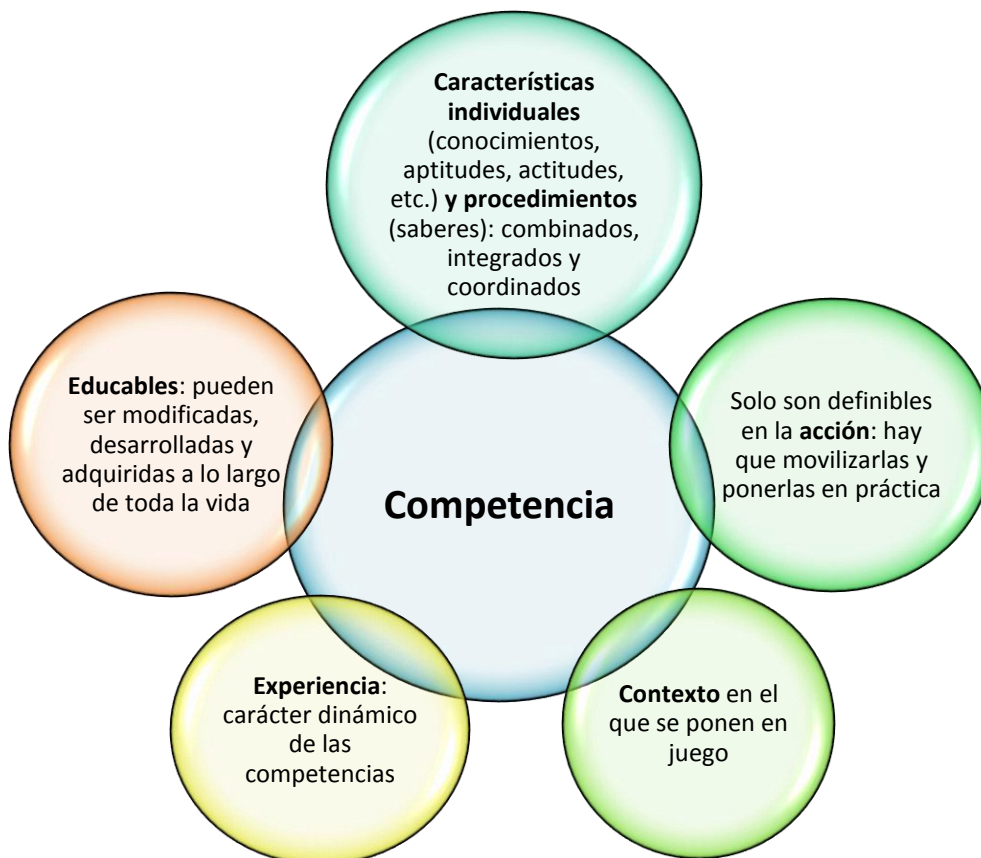 Características
individuales
(conocimientos,
aptitudes, actitudes,
etc.) y procedimientos
(saberes): combinados,
integrados y
coordinados
Educables: pueden
ser modificadas,
desarrolladas y
adquiridas a lo largo
de toda la vida
Solo son definibles
en la acción: hay
que movilizarlas y
ponerlas en práctica
Competencia
Experiencia:
carácter dinámico
de las
competencias
Contexto en el
que se ponen en
juego